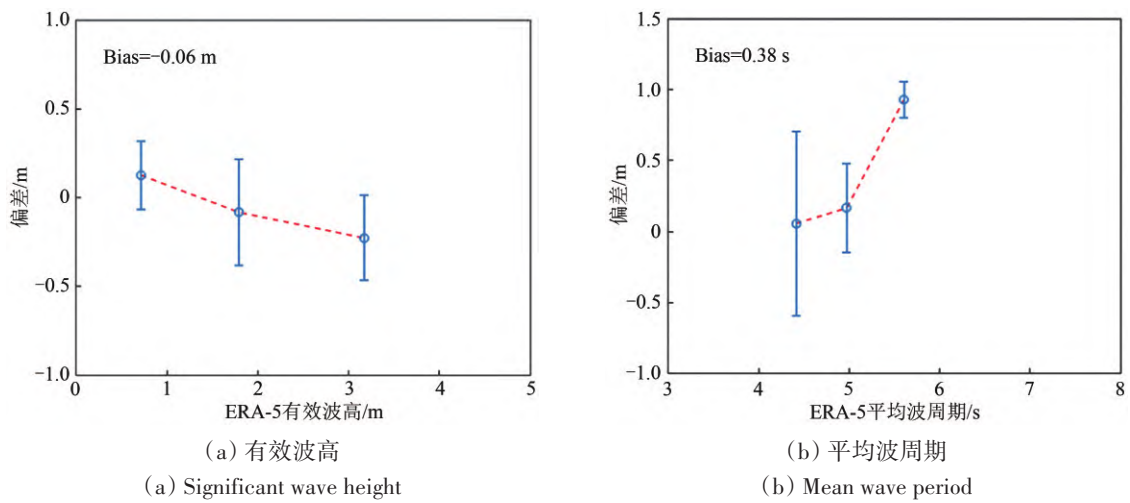 1.0
0.5
0
−0.5
−1.0
偏差/m
Bias=−0.06 m
0 1 2 3 4 5
ERA-5有效波高/m
(a) 有效波高
(a) Significant wave height
1.5
1.0
0.5
0
−0.5
−1.0
偏差/m
Bias=0.38 s
3 4 5 6 7 8
ERA-5平均波周期/s
(b) 平均波周期
(b) Mean wave period